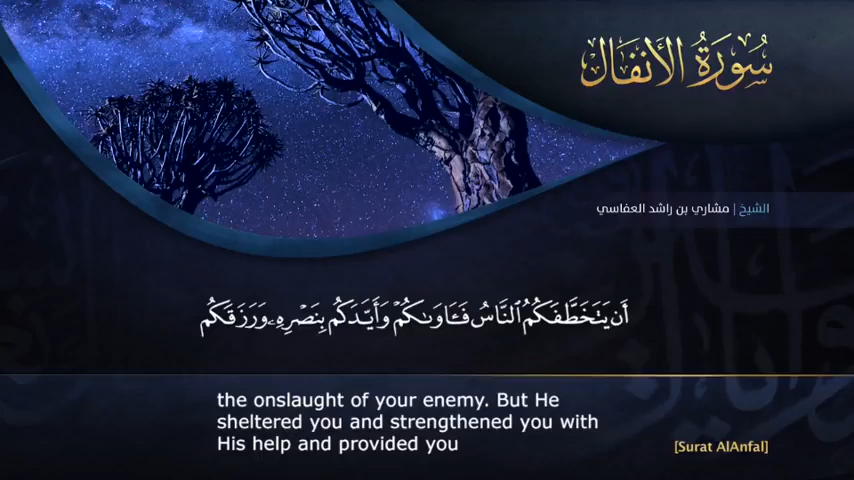 سُورَةُ الأَنفَال
الشيخ | مشاري بن راشد العفاسي
أَن يَتَخَطَّفَكُمُ ٱلنَّاسُ فَـَٔاوَىٰكُمْ وَأَيَّدَكُم بِنَصْرِهِۦ وَرَزَقَكُم
the onslaught of your enemy. But He
sheltered you and strengthened you with
His help and provided you
[Surat AlAnfal]